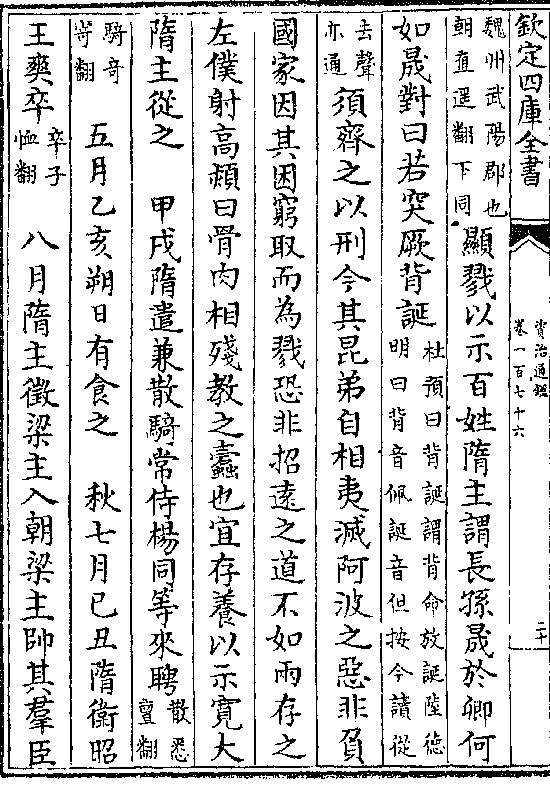 欽定四庫全書
資治通鑑
卷一百七十六
二十
魏州武陽郡也
朝直遥翻下同
顯戮以示百姓隋主謂長孫晟於卿何
如晟對曰若突厥背誕
杜預曰背誕謂背命放誕陸德
明曰背音佩誕音但按今讀從
去聲
亦通
須齊之以刑今其昆弟自相夷滅阿波之惡非負
國家因其困窮取而為戮恐非招遠之道不如兩存之
左僕射高熲曰骨肉相殘教之蠧也宜存養以示寛大
隋主從之　甲戌隋遣兼散騎常侍楊同等來聘
散悉
亶翻
騎竒
寄翻
五月乙亥朔日有食之　秋七月己丑隋衛昭
王爽卒
卒子
恤翻
八月隋主徵梁主入朝梁主帥其羣臣